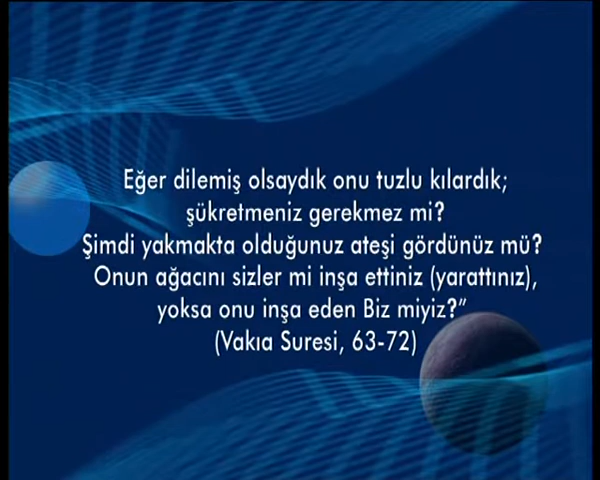 Eğer dilemiş olsaydık onu tuzlu kılardık;
şükretmeniz gerekmez mi?
Şimdi yakmakta olduğunuz ateşi gördünüz mü?
Onun ağacını sizler mi inşa ettiniz (yarattınız),
yoksa onu inşa eden Biz miyiz?”
(Vakıa Suresi, 63-72)